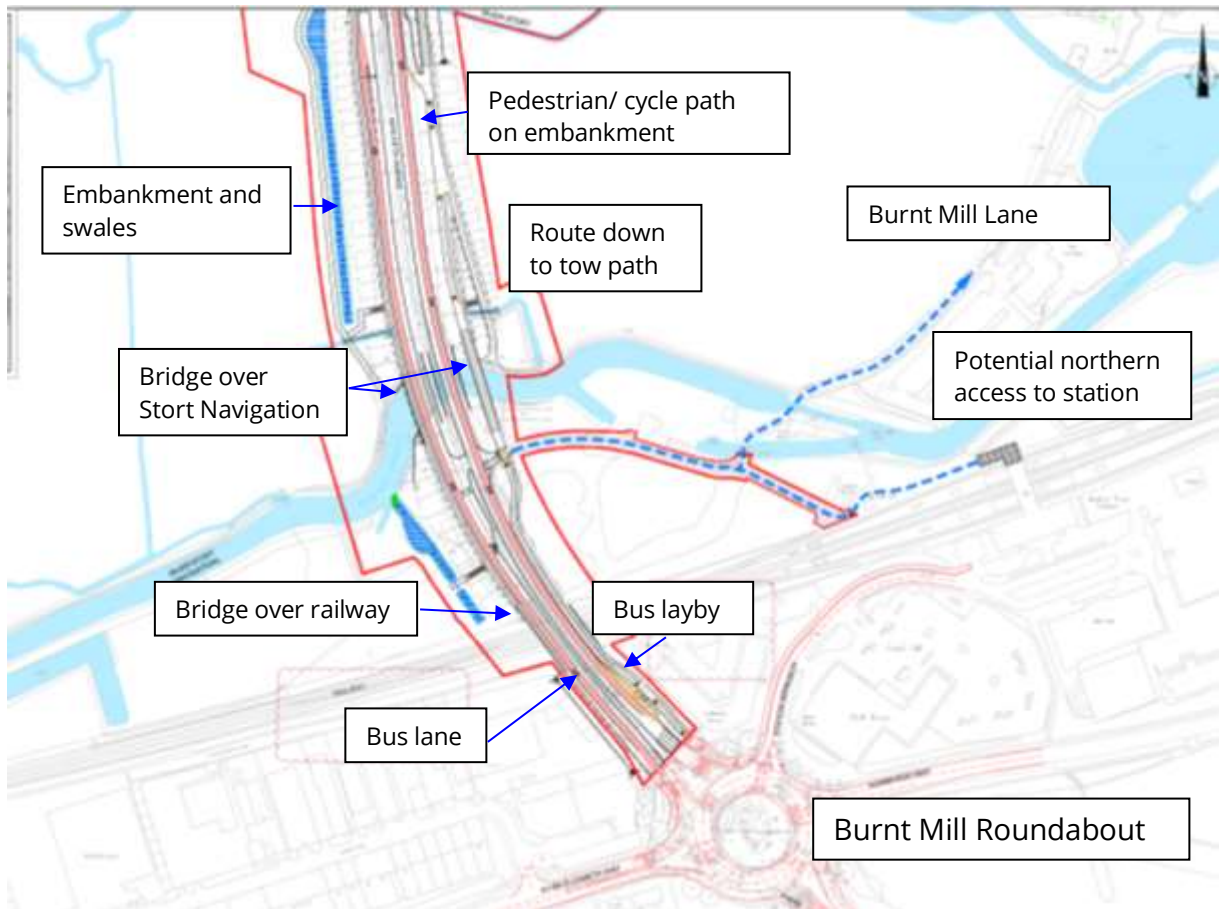 Pedestrian/ cycle path
on embankment
Embankment and
swales
Burnt Mill Lane
Route down
to tow path
Bridge over
Stort Navigation
Potential northern
access to station
Bridge over railway
Bus layby
Bus lane
Burnt Mill Roundabout